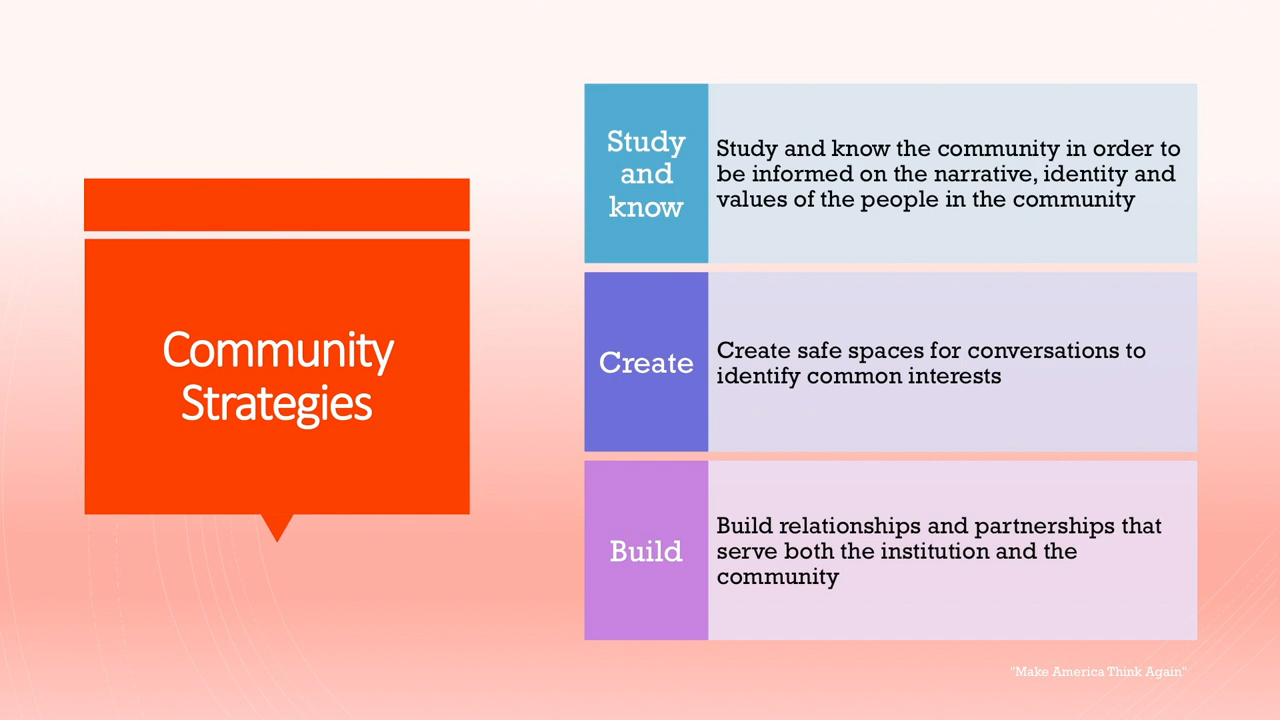 Community
Strategies
Study
and
know
Study and know the community in order to
be informed on the narrative, identity and
values of the people in the community
Create
Create safe spaces for conversations to
identify common interests
Build
Build relationships and partnerships that
serve both the institution and the
community
"Make America Think Again"